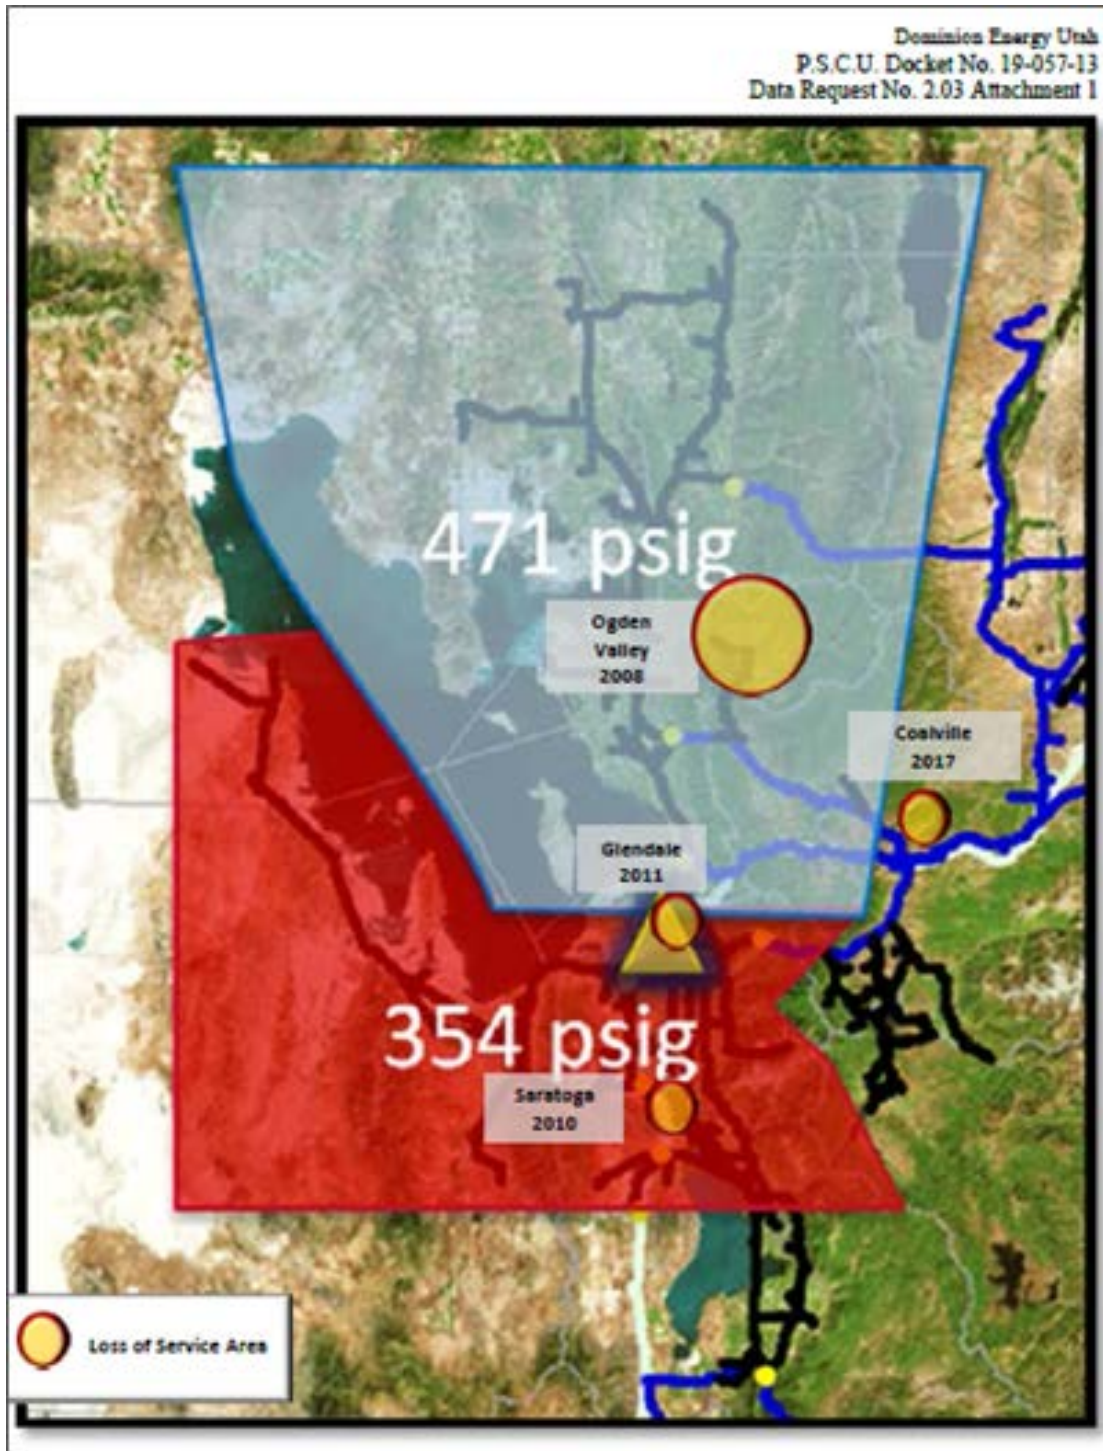 Dominion Energy Utah
P.S.C.U. Docket No. 19-057-13
Data Request No. 2.03 Attachment 1
471 psig
Ogden
Valley
2008
Coalville
2017
Glendale
2011
354 psig
Saratoga
2010
Loss of Service Area